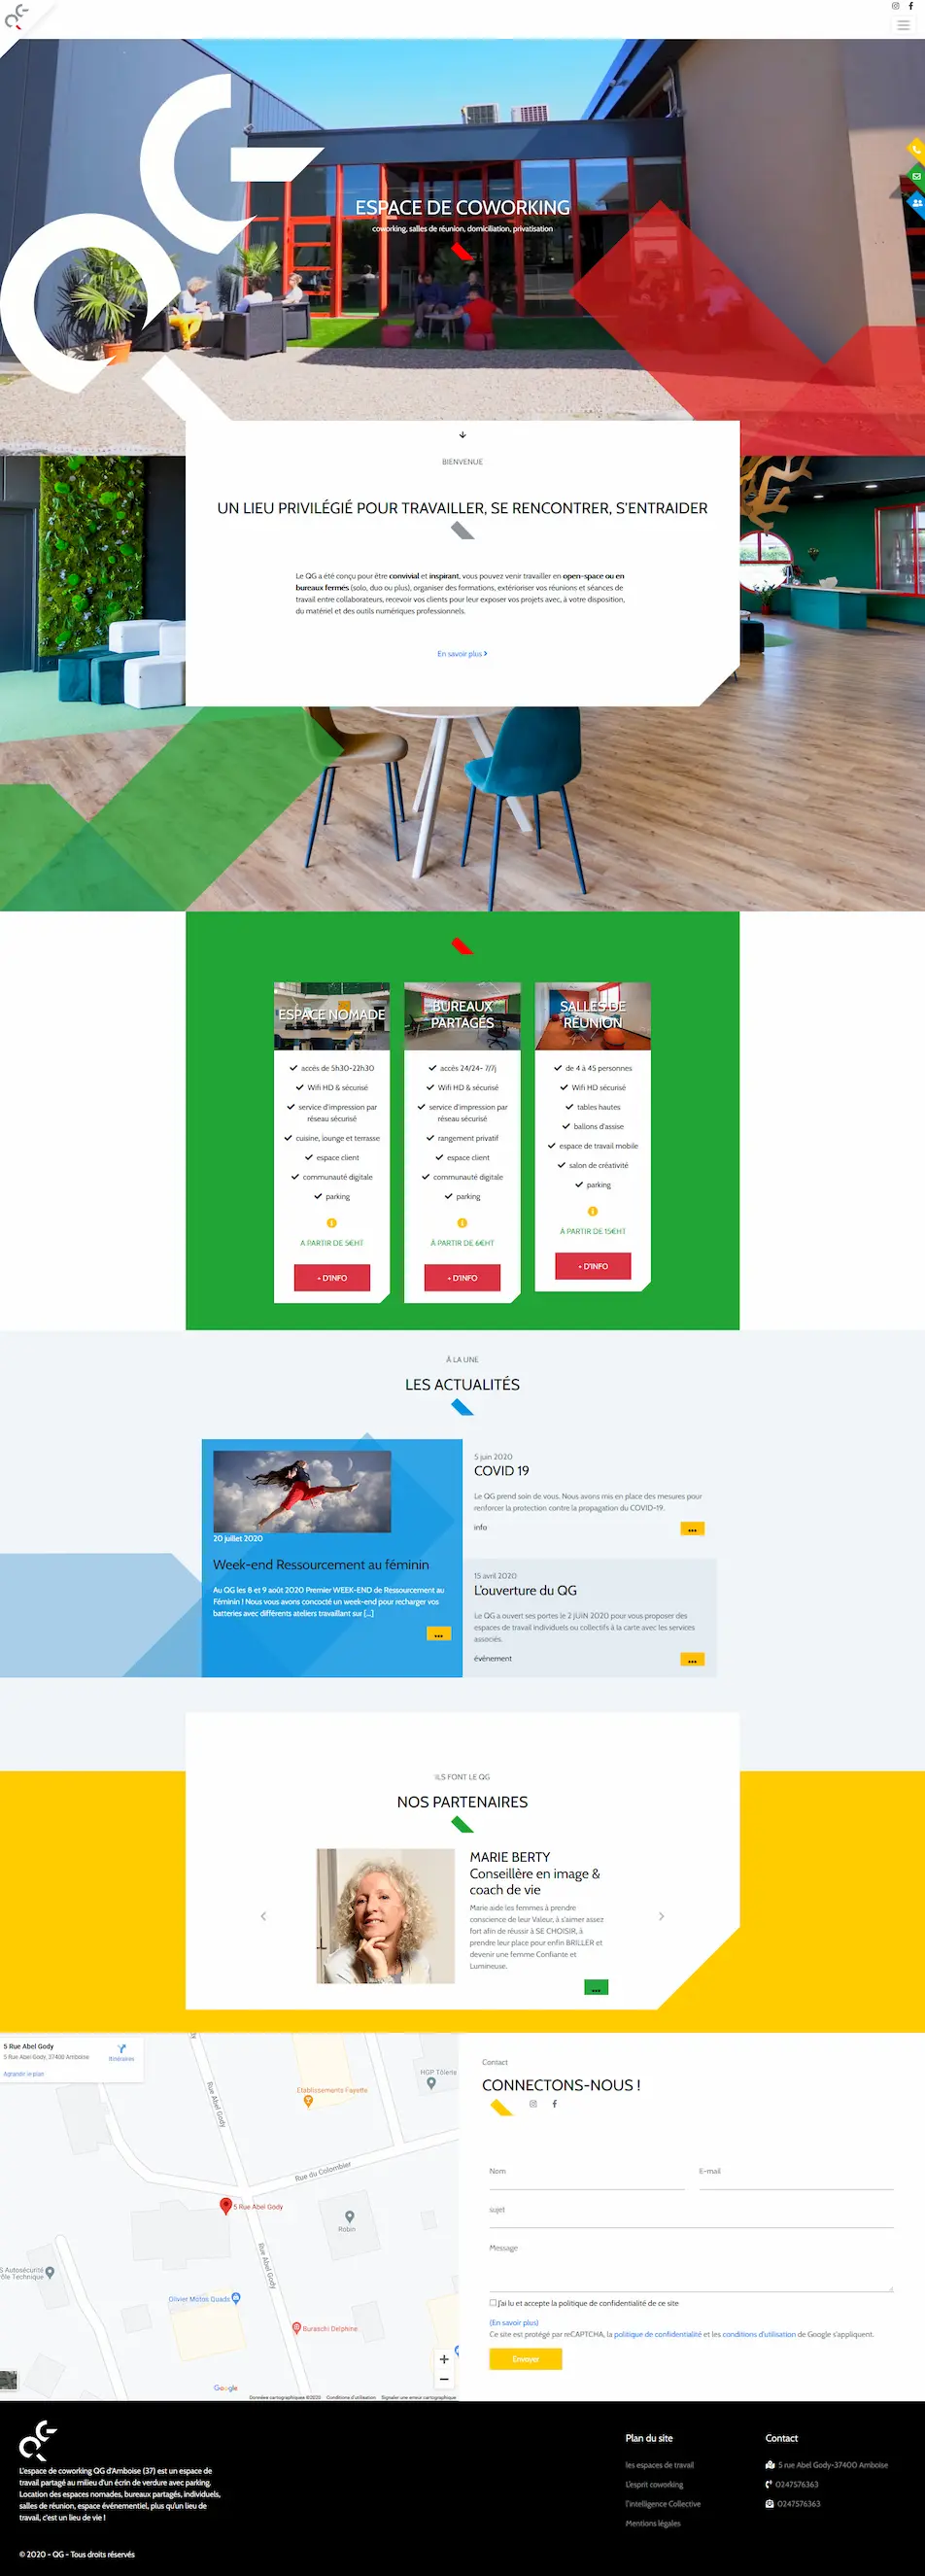 QG
ESPACE DE COWORKING
coworking, salles de réunion, domiciliation, privatisation
BIENVENUE
UN LIEU PRIVILÉGIÉ POUR TRAVAILLER, SE RENCONTRER, S'ENTRAIDER
Le QG a été conçu pour être convivial et inspirant, vous pouvez venir travailler en open-space ou en
bureaux fermés (solo, duo ou plus), organiser des formations, extérioriser vos réunions et séances de
travail entre collaborateurs, recevoir vos clients pour leur exposer vos projets avec, à votre disposition,
du matériel et des outils numériques professionnels.
En savoir plus
ESPACE NOMADE
accès de 5h30-22h30
Wifi HD & sécurisé
service d'impression par
réseau sécurisé
cuisine, lounge et terrasse
espace client
communauté digitale
parking
A PARTIR DE 5€HT
+ D'INFO
BUREAUX
PARTAGÉS
accès 24/24- 7/7j
Wifi HD & sécurisé
service d'impression par
réseau sécurisé
rangement privatif
espace client
communauté digitale
parking
À PARTIR DE 6€HT
+ D'INFO
SALLES DE
RÉUNION
de 4 à 45 personnes
Wifi HD sécurisé
tables hautes
ballons d'assise
espace de travail mobile
salon de créativité
parking
À PARTIR DE 15€HT
+ D'INFO
À LA UNE
LES ACTUALITÉS
20 juillet 2020
Week-end Ressourcement au féminin
Au QG les 8 et 9 août 2020 Premier WEEK-END de Ressourcement au
Féminin ! Nous vous avons concocté un week-end pour recharger vos
batteries avec différents ateliers travaillant sur [...]
...
5 juin 2020
COVID 19
Le QG prend soin de vous. Nous avons mis en place des mesures pour
renforcer la protection contre la propagation du COVID-19.
info
...
15 avril 2020
L'ouverture du QG
Le QG a ouvert ses portes le 2 JUIN 2020 pour vous proposer des
espaces de travail individuels ou collectifs à la carte avec les services
associés.
évènement
...
ILS FONT LE QG
NOS PARTENAIRES
MARIE BERTY
Conseillère en image &
coach de vie
Marie aide les femmes à prendre
conscience de leur Valeur, à s'aimer assez
fort afin de réussir à SE CHOISIR, à
prendre leur place pour enfin BRILLER et
devenir une femme Confiante et
Lumineuse.
...
5 Rue Abel Gody
5 Rue Abel Gody, 37400 Amboise
Itinéraires
Agrandir le plan
Rue Abel Gody
Etablissements Fayette
HGP Tôlerie
Rue du Colombier
5 Rue Abel Gody
Robin
Rue Abel Gody
S Autosécurité
ôle Technique
Olivier Motos Quads
Buraschi Delphine
Google
Données cartographiques ©2020 Conditions d'utilisation Signaler une erreur cartographique
Contact
CONNECTONS-NOUS !
Nom
E-mail
sujet
Message
J'ai lu et accepte la politique de confidentialité de ce site
(En savoir plus)
Ce site est protégé par reCAPTCHA, la politique de confidentialité et les conditions d'utilisation de Google s'appliquent.
Envoyer
QG
L'espace de coworking QG d'Amboise (37) est un espace de
travail partagé au milieu d'un écrin de verdure avec parking.
Location des espaces nomades, bureaux partagés, individuels,
salles de réunion, espace événementiel, plus qu'un lieu de
travail, c'est un lieu de vie !
© 2020 - QG - Tous droits réservés
Plan du site
les espaces de travail
L'esprit coworking
l'intelligence Collective
Mentions légales
Contact
5 rue Abel Gody-37400 Amboise
0247576363
0247576363